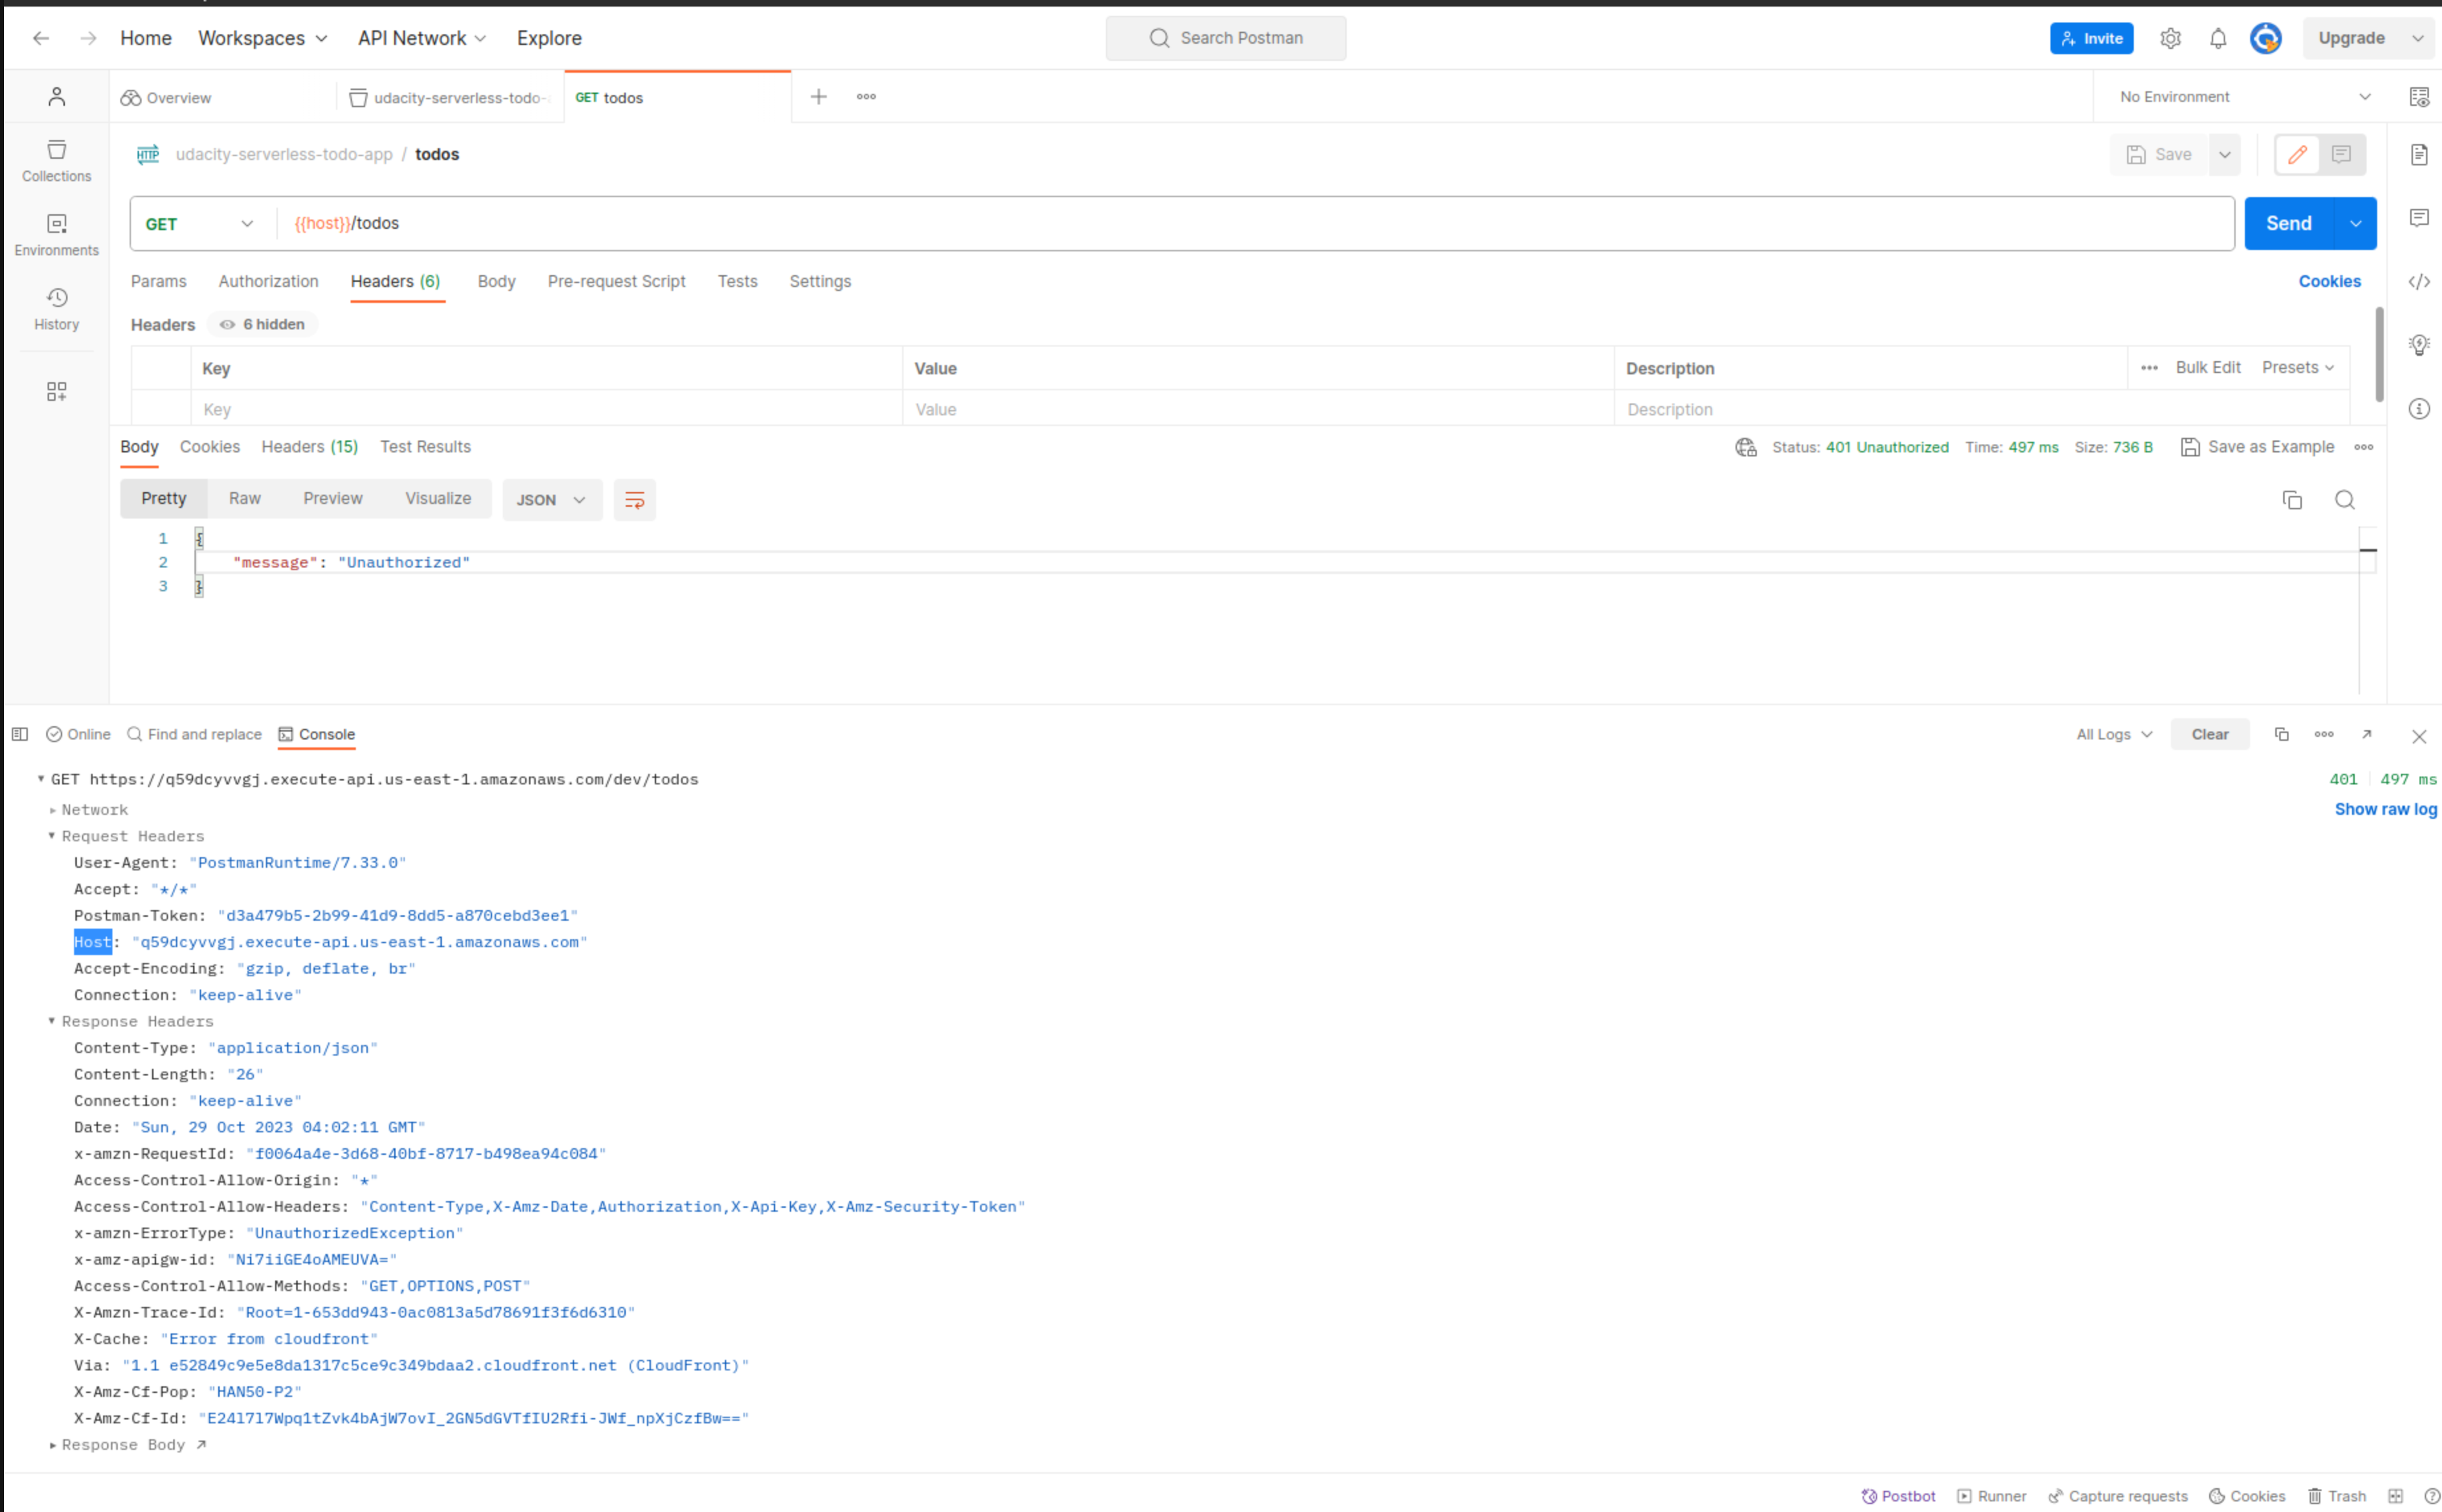 Home Workspaces API Network Explore Search Postman Invite Upgrade
Overview udacity-serverless-todo- GET todos No Environment
HTTP udacity-serverless-todo-app / todos Save
Collections
Environments
History
GET {{host}}/todos Send
Params Authorization Headers (6) Body Pre-request Script Tests Settings Cookies
Headers 6 hidden
Key Value Description Bulk Edit Presets
Key Value Description
Body Cookies Headers (15) Test Results Status: 401 Unauthorized Time: 497 ms Size: 736 B Save as Example
Pretty Raw Preview Visualize JSON
1 {
2 "message": "Unauthorized"
3 }
Online Find and replace Console All Logs Clear
GET https://q59dcyvvgj.execute-api.us-east-1.amazonaws.com/dev/todos 401 497 ms
Network Show raw log
Request Headers
User-Agent: "PostmanRuntime/7.33.0"
Accept: "*/*"
Postman-Token: "d3a479b5-2b99-41d9-8dd5-a870cebd3ee1"
Host: "q59dcyvvgj.execute-api.us-east-1.amazonaws.com"
Accept-Encoding: "gzip, deflate, br"
Connection: "keep-alive"
Response Headers
Content-Type: "application/json"
Content-Length: "26"
Connection: "keep-alive"
Date: "Sun, 29 Oct 2023 04:02:11 GMT"
x-amzn-RequestId: "f0064a4e-3d68-40bf-8717-b498ea94c084"
Access-Control-Allow-Origin: "*"
Access-Control-Allow-Headers: "Content-Type,X-Amz-Date,Authorization,X-Api-Key,X-Amz-Security-Token"
x-amzn-ErrorType: "UnauthorizedException"
x-amz-apigw-id: "Ni7iiGE4oAMEUVA="
Access-Control-Allow-Methods: "GET,OPTIONS,POST"
X-Amzn-Trace-Id: "Root=1-653dd943-0ac0813a5d78691f3f6d6310"
X-Cache: "Error from cloudfront"
Via: "1.1 e52849c9e5e8da1317c5ce9c349bdaa2.cloudfront.net (CloudFront)"
X-Amz-Cf-Pop: "HAN50-P2"
X-Amz-Cf-Id: "E24l7l7Wpq1tZvk4bAjW7ovI_2GN5dGVTfIU2Rfi-JWf_npXjCzfBw=="
Response Body
Postbot Runner Capture requests Cookies Trash